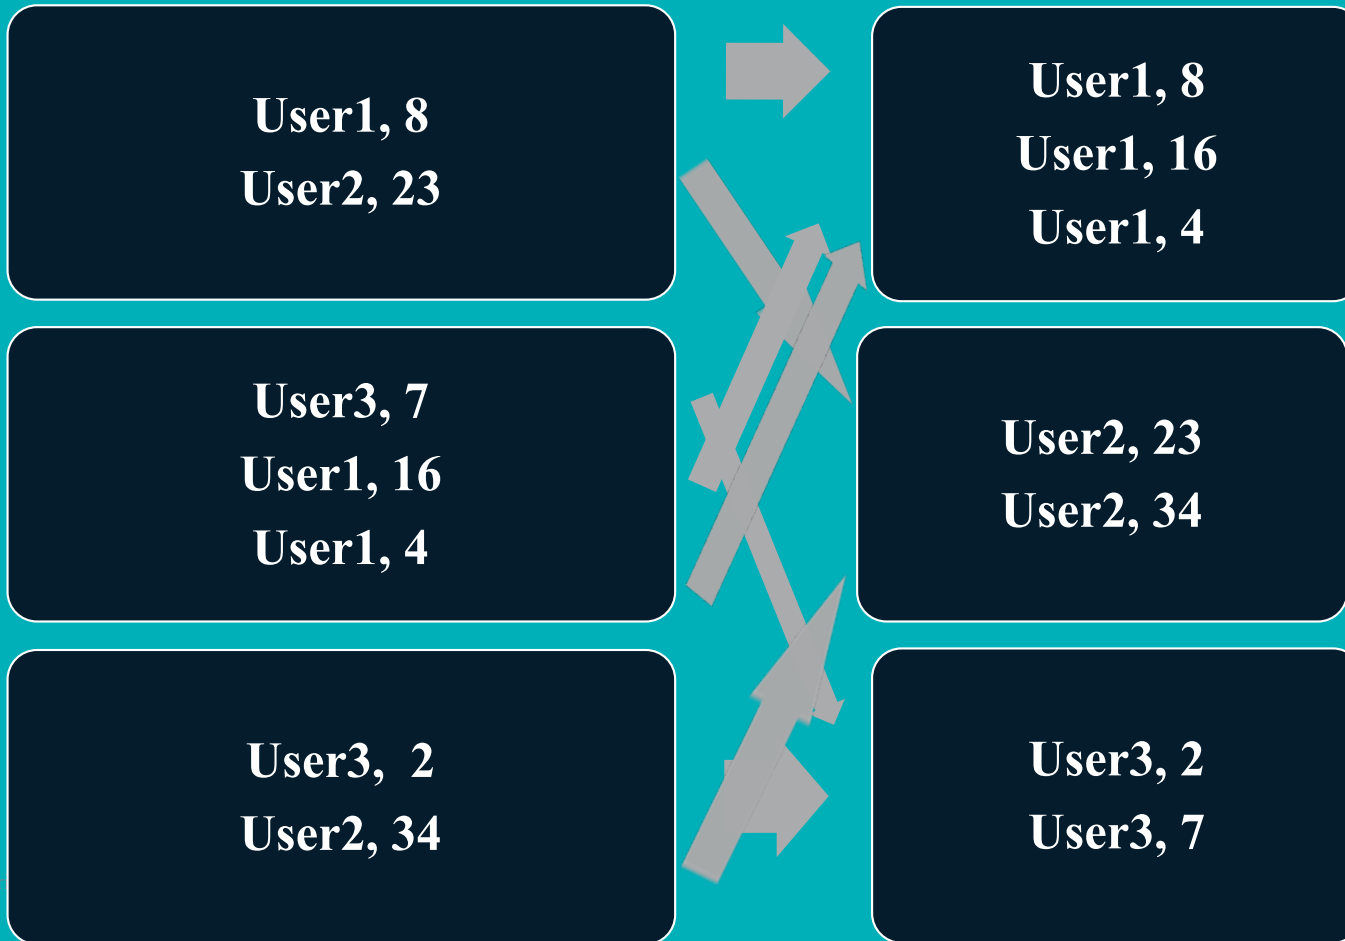 User1, 8
User2, 23
User3, 7
User1, 16
User1, 4
User3,  2
User2, 34
User1, 8
User1, 16
User1, 4
User2, 23
User2, 34
User3, 2
User3, 7